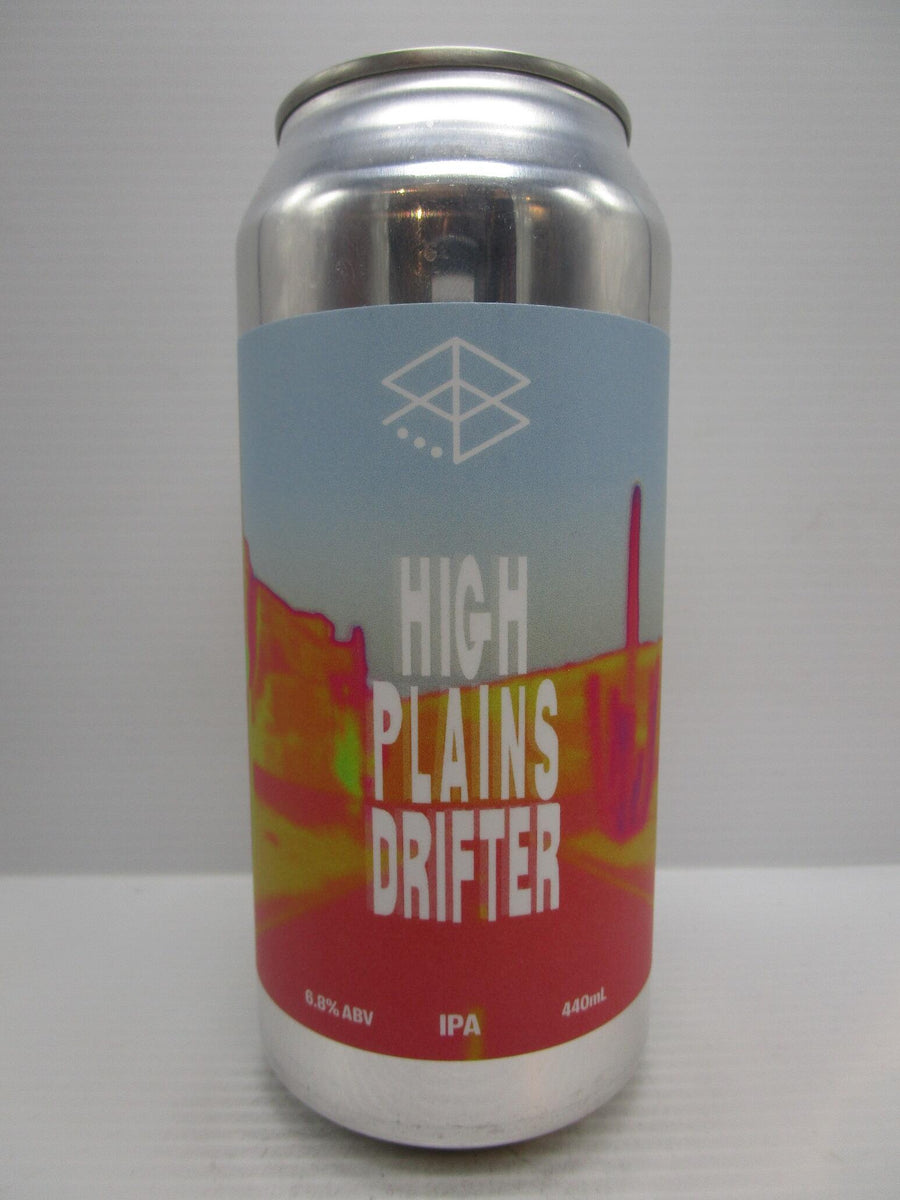 HIGH
PLAINS
DRIFTER
6.8% ABV
IPA
440mL